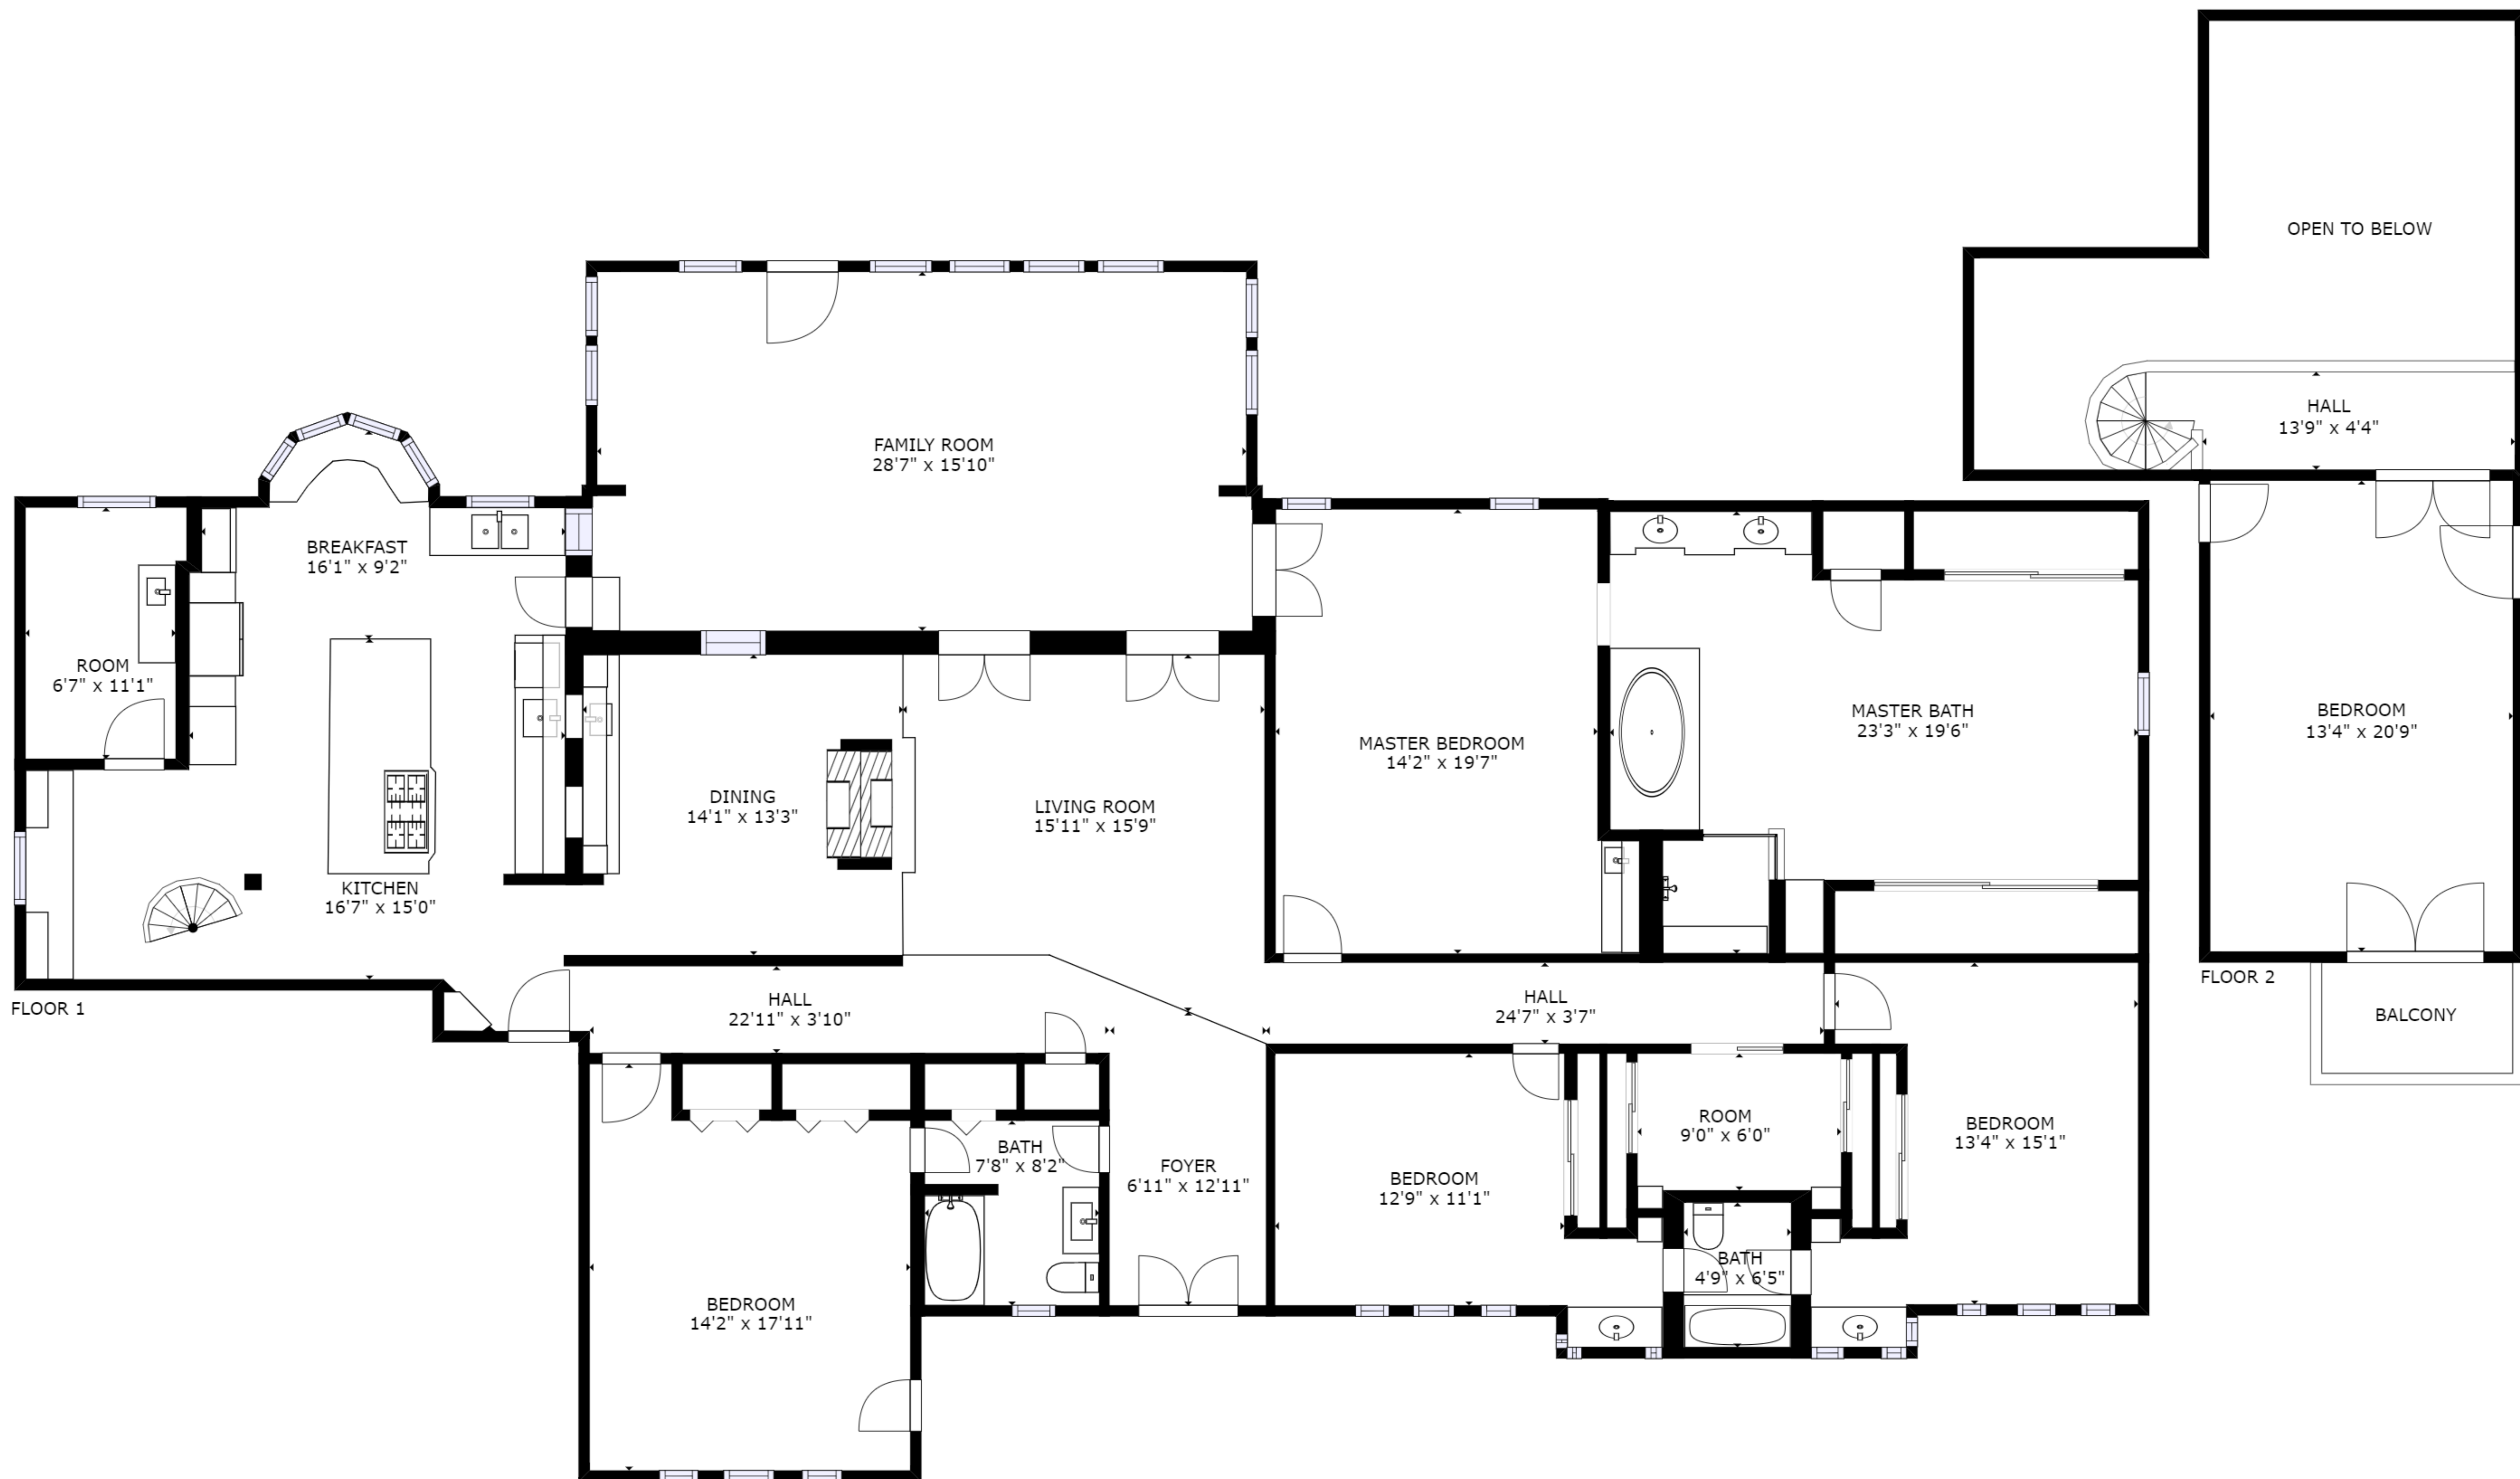 OPEN TO BELOW
HALL
13'9" x 4'4"
FAMILY ROOM
28'7" x 15'10"
BREAKFAST
16'1" x 9'2"
ROOM
6'7" x 11'1"
MASTER BEDROOM
14'2" x 19'7"
MASTER BATH
23'3" x 19'6"
BEDROOM
13'4" x 20'9"
DINING
14'1" x 13'3"
LIVING ROOM
15'11" x 15'9"
KITCHEN
16'7" x 15'0"
FLOOR 1
HALL
22'11" x 3'10"
HALL
24'7" x 3'7"
FLOOR 2
BALCONY
BATH
7'8" x 8'2"
FOYER
6'11" x 12'11"
BEDROOM
12'9" x 11'1"
ROOM
9'0" x 6'0"
BEDROOM
13'4" x 15'1"
BATH
4'9" x 6'5"
BEDROOM
14'2" x 17'11"